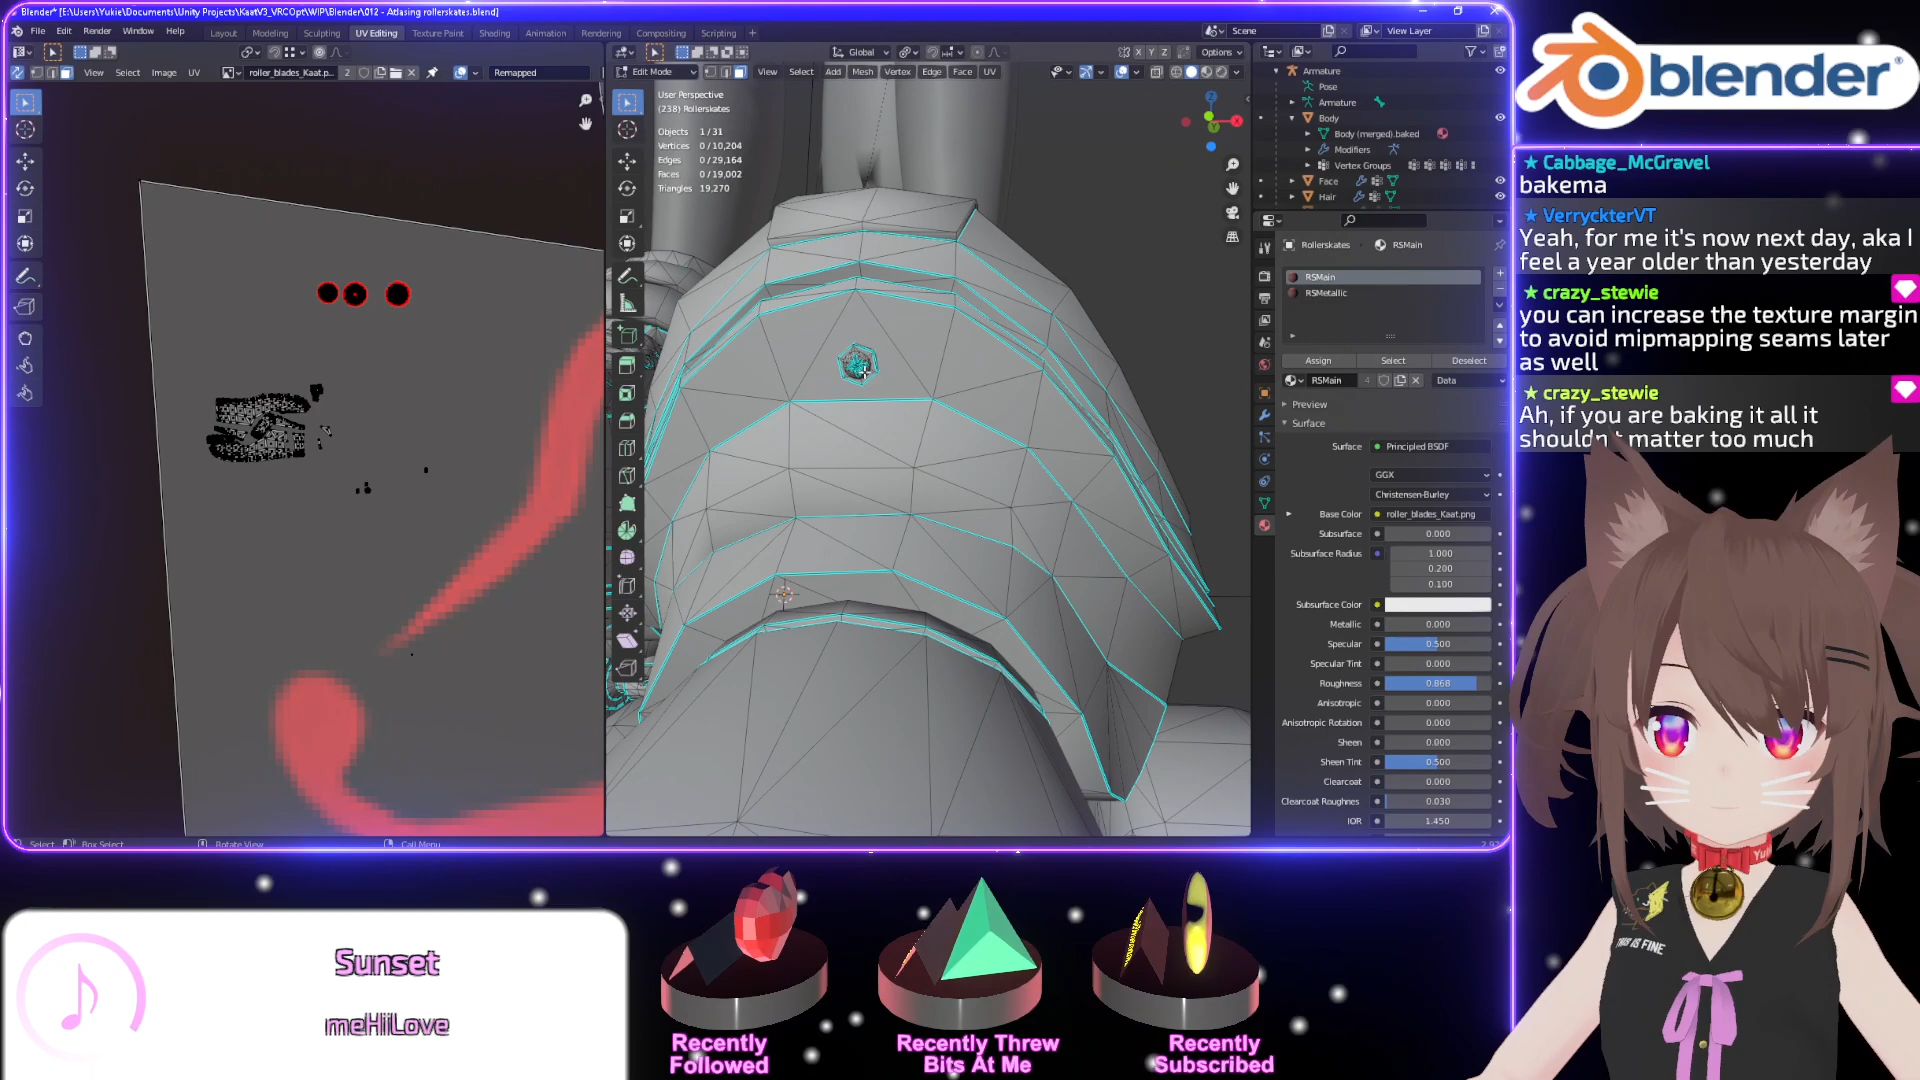 Blender* [E:\Users\Yukie\Documents\Unity Projects\KaatV3_VRCOpt\WIP\Blender\012 - Atlasing rollerskates.blend]
File Edit Render Window Help Layout Modeling Sculpting UV Editing Texture Paint Shading Animation Rendering Compositing Scripting + Scene View Layer
Global Options
View Select Image UV roller_blades_Kaat.p... 2 Remapped
Edit Mode View Select Add Mesh Vertex Edge Face UV
User Perspective
(238) Rollerskates
Objects 1 / 31
Vertices 0 / 10,204
Edges 0 / 29,164
Faces 0 / 19,002
Triangles 19,270
X Y Z
Armature
Pose
Armature
Body
Body (merged).baked
Modifiers
Vertex Groups
Face
Hair
Rollerskates RSMain
RSMain
RSMetallic
Assign Select Deselect
RSMain 4 Data
Preview
Surface
Surface Principled BSDF
GGX
Christensen-Burley
Base Color roller_blades_Kaat.png
Subsurface 0.000
Subsurface Radius 1.000
0.200
0.100
Subsurface Color
Metallic 0.000
Specular 0.500
Specular Tint 0.000
Roughness 0.868
Anisotropic 0.000
Anisotropic Rotation 0.000
Sheen 0.000
Sheen Tint 0.500
Clearcoat 0.000
Clearcoat Roughnes 0.030
IOR 1.450
Select Box Select Rotate View Call Menu
blender®
Cabbage_McGravel
bakema
VerryckterVT
Yeah, for me it's now next day, aka I
feel a year older than yesterday
crazy_stewie
you can increase the texture margin
to avoid mipmapping seams later
as well
crazy_stewie
Ah, if you are baking it all it
shouldn't matter too much
THIS IS FINE
Sunset
meHiiLove
Recently
Followed
Recently Threw
Bits At Me
Recently
Subscribed